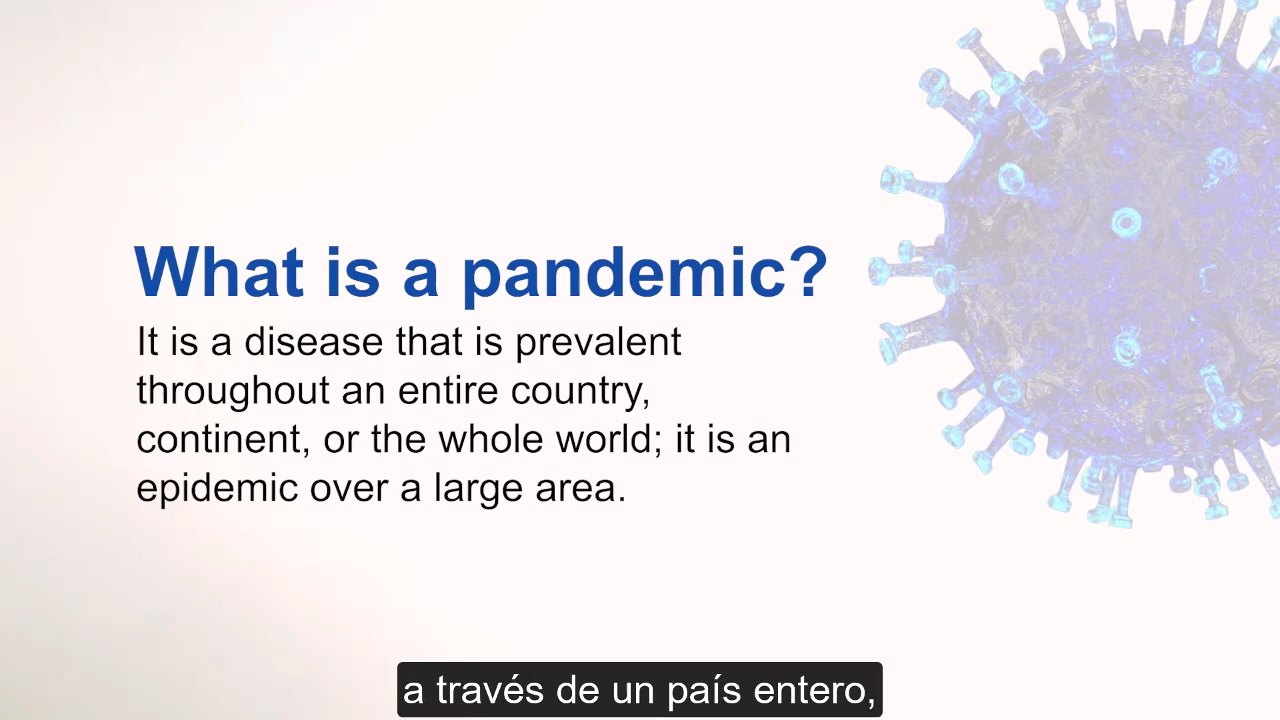 What is a pandemic?
It is a disease that is prevalent
throughout an entire country,
continent, or the whole world; it is an
epidemic over a large area.
a través de un país entero,